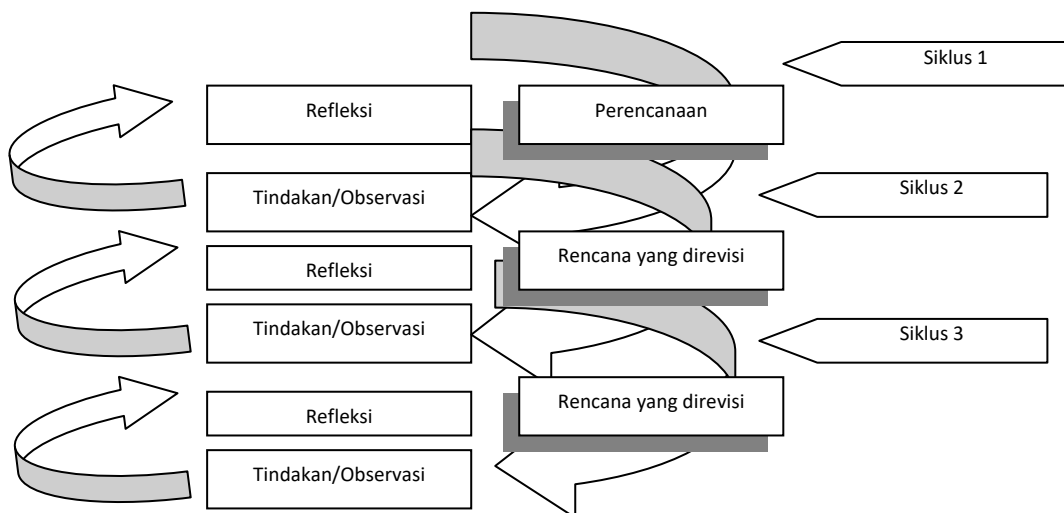 Siklus 1
Refleksi
Perencanaan
Tindakan/Observasi
Siklus 2
Refleksi
Rencana yang direvisi
Tindakan/Observasi
Siklus 3
Refleksi
Rencana yang direvisi
Tindakan/Observasi